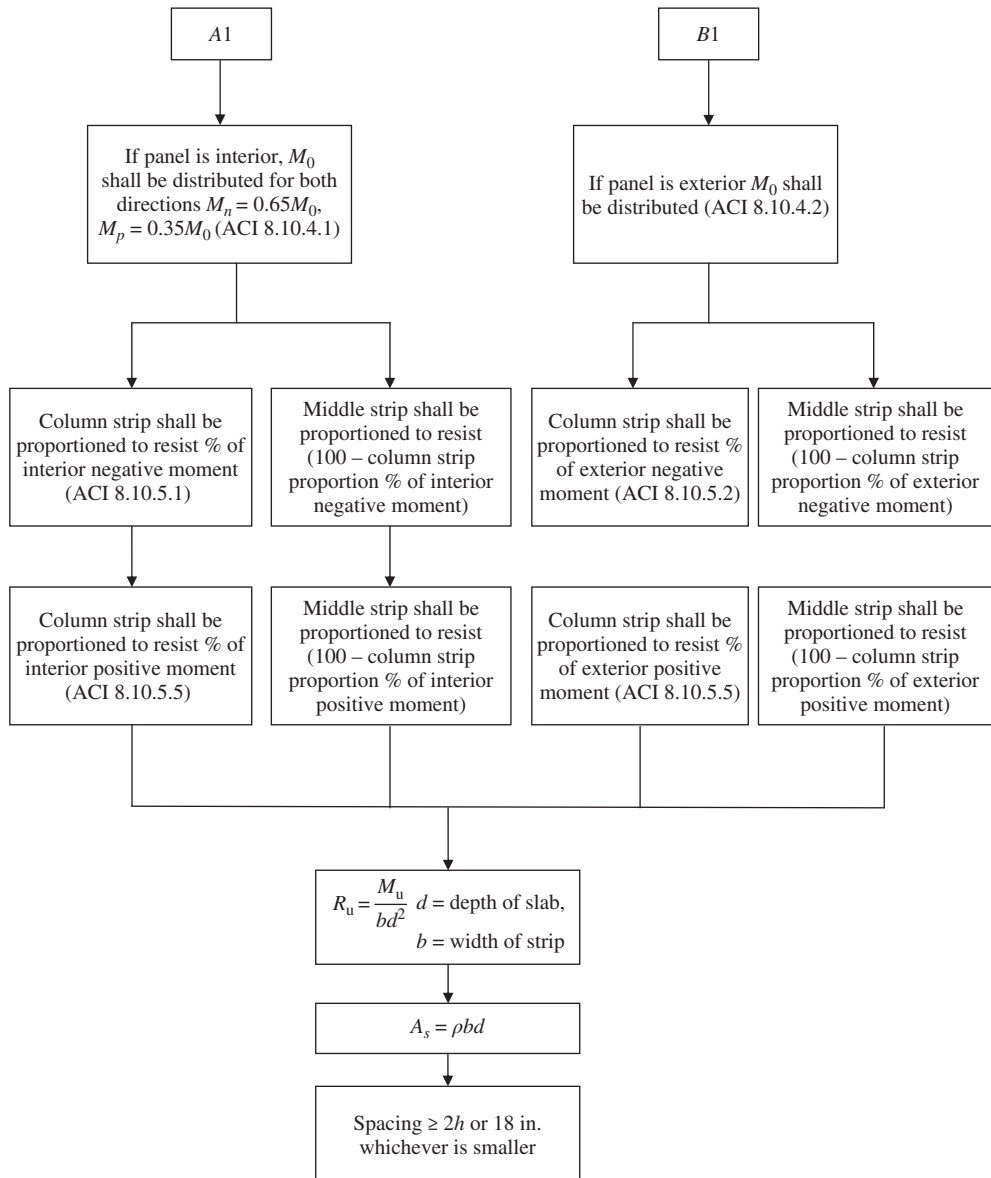 A1
B1
If panel is interior, M0
shall be distributed for both
directions Mn = 0.65M0,
Mp = 0.35M0 (ACI 8.10.4.1)
If panel is exterior M0 shall
be distributed (ACI 8.10.4.2)
Column strip shall be
proportioned to resist % of
interior negative moment
(ACI 8.10.5.1)
Middle strip shall be
proportioned to resist
(100 – column strip
proportion % of interior
negative moment)
Column strip shall be
proportioned to resist %
of exterior negative
moment (ACI 8.10.5.2)
Middle strip shall be
proportioned to resist
(100 – column strip
proportion % of exterior
negative moment)
Column strip shall be
proportioned to resist % of
interior positive moment
(ACI 8.10.5.5)
Middle strip shall be
proportioned to resist
(100 – column strip
proportion % of interior
positive moment)
Column strip shall be
proportioned to resist %
of exterior positive
moment (ACI 8.10.5.5)
Middle strip shall be
proportioned to resist
(100 – column strip
proportion % of exterior
positive moment)
Ru = Mu / bd² d = depth of slab,
b = width of strip
As = ρbd
Spacing ≥ 2h or 18 in.
whichever is smaller